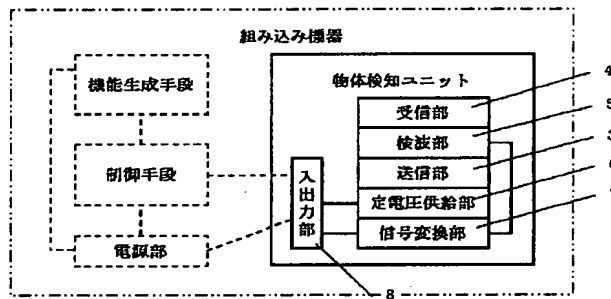 組み込み機器
物体検知ユニット
機能生成手段
制御手段
電源部
入出力部
受信部
検波部
送信部
定電圧供給部
信号変換部
4
5
3
8